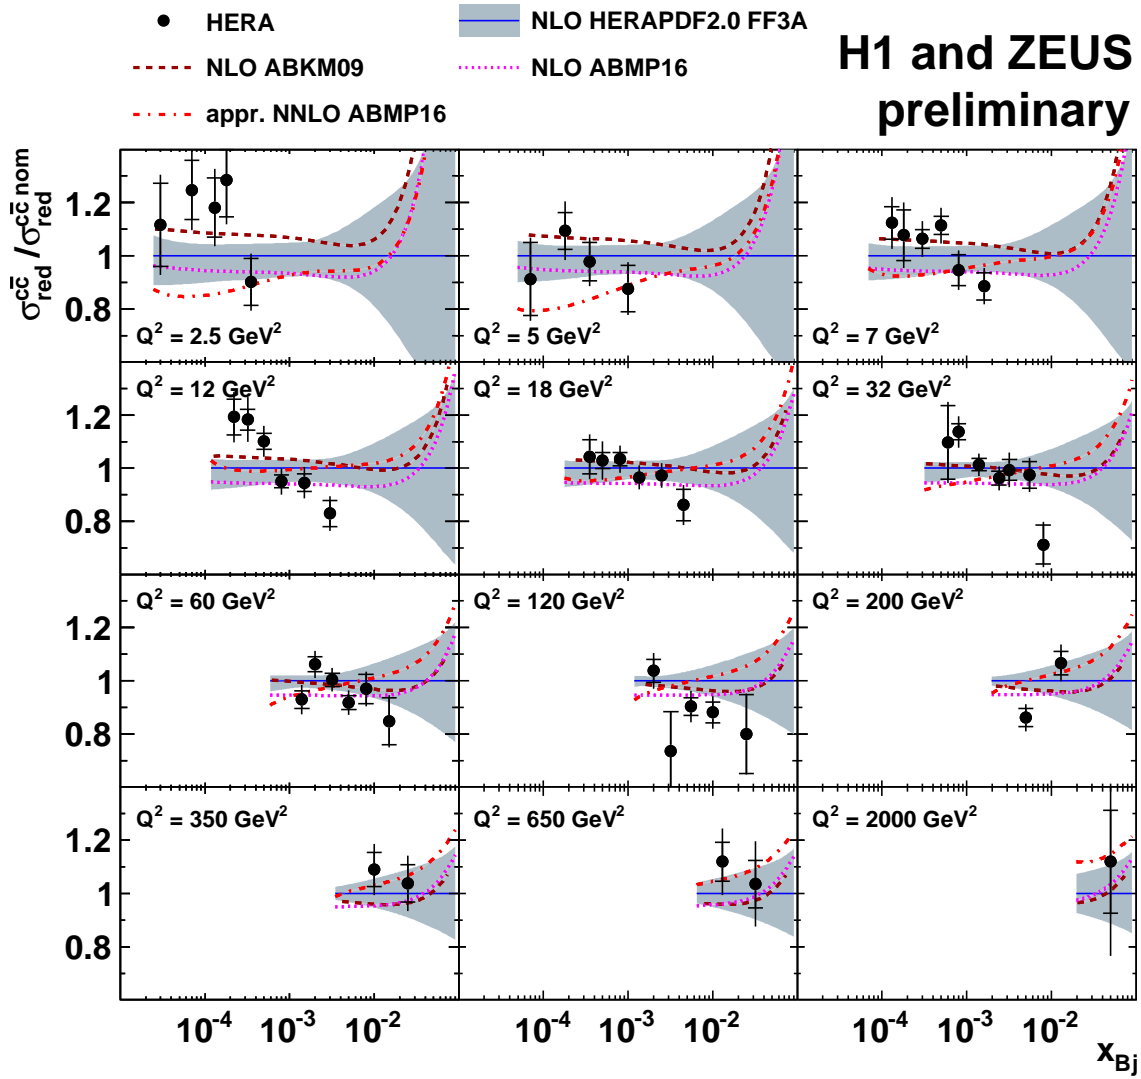 HERA
NLO HERAPDF2.0 FF3A
NLO ABKM09
NLO ABMP16
appr. NNLO ABMP16
H1 and ZEUS
preliminary
σ_red^{cc̄} / σ_red^{cc̄ nom}
1.2
1
0.8
Q² = 2.5 GeV²
Q² = 5 GeV²
Q² = 7 GeV²
Q² = 12 GeV²
Q² = 18 GeV²
Q² = 32 GeV²
1.2
1
0.8
Q² = 60 GeV²
Q² = 120 GeV²
Q² = 200 GeV²
1.2
1
0.8
Q² = 350 GeV²
Q² = 650 GeV²
Q² = 2000 GeV²
1.2
1
0.8
10⁻⁴ 10⁻³ 10⁻² 10⁻⁴ 10⁻³ 10⁻² 10⁻⁴ 10⁻³ 10⁻²
x_Bj